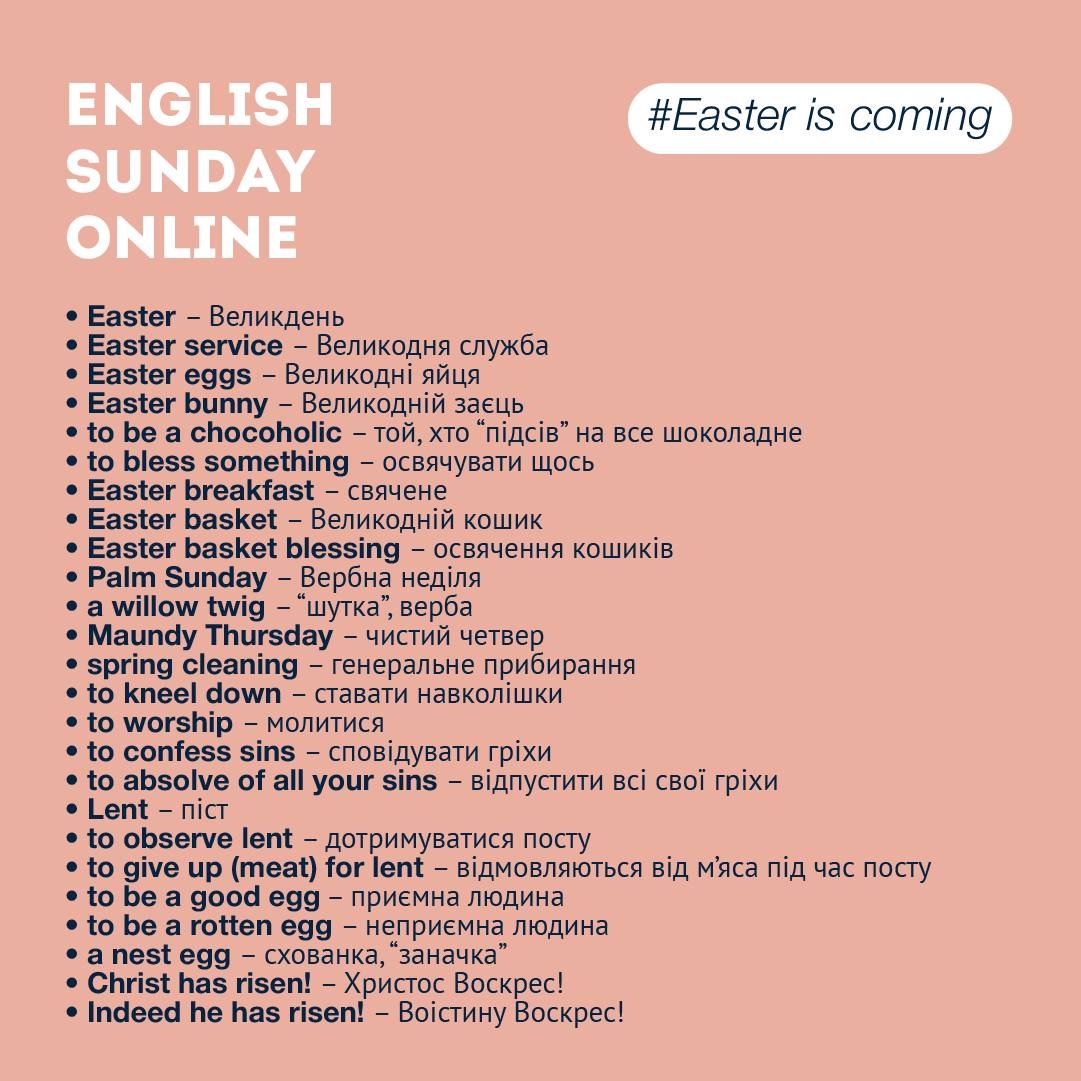 ENGLISH
SUNDAY
ONLINE
#Easter is coming
• Easter – Великдень
• Easter service – Великодня служба
• Easter eggs – Великодні яйця
• Easter bunny – Великодній заєць
• to be a chocoholic – той, хто “підсів” на все шоколадне
• to bless something – освячувати щось
• Easter breakfast – свячене
• Easter basket – Великодній кошик
• Easter basket blessing – освячення кошиків
• Palm Sunday – Вербна неділя
• a willow twig – “шутка”, верба
• Maundy Thursday – чистий четвер
• spring cleaning – генеральне прибирання
• to kneel down – ставати навколішки
• to worship – молитися
• to confess sins – сповідувати гріхи
• to absolve of all your sins – відпустити всі свої гріхи
• Lent – піст
• to observe lent – дотримуватися посту
• to give up (meat) for lent – відмовляються від м’яса під час посту
• to be a good egg – приємна людина
• to be a rotten egg – неприємна людина
• a nest egg – схованка, “заначка”
• Christ has risen! – Христос Воскрес!
• Indeed he has risen! – Воістину Воскрес!